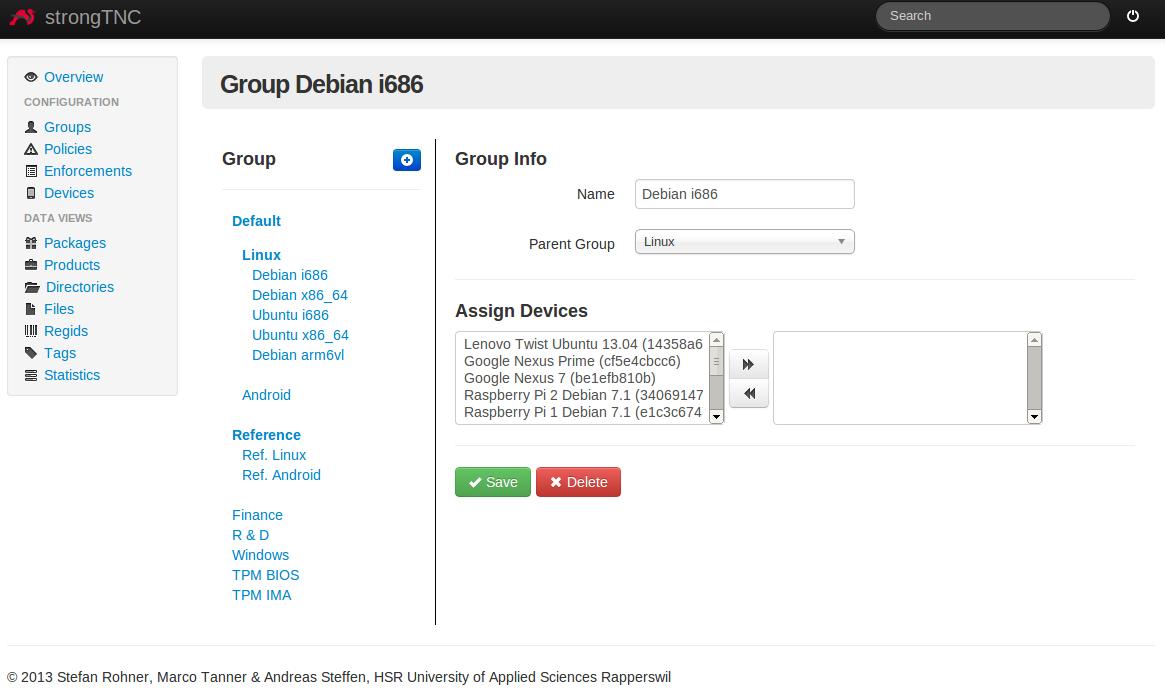 strongTNC
Search
Overview
CONFIGURATION
Groups
Policies
Enforcements
Devices
DATA VIEWS
Packages
Products
Directories
Files
Regids
Tags
Statistics
Group Debian i686
Group
Default
Linux
Debian i686
Debian x86_64
Ubuntu i686
Ubuntu x86_64
Debian arm6vl
Android
Reference
Ref. Linux
Ref. Android
Finance
R & D
Windows
TPM BIOS
TPM IMA
Group Info
Name
Debian i686
Parent Group
Linux
Assign Devices
Lenovo Twist Ubuntu 13.04 (14358a6
Google Nexus Prime (cf5e4cbcc6)
Google Nexus 7 (be1efb810b)
Raspberry Pi 2 Debian 7.1 (34069147
Raspberry Pi 1 Debian 7.1 (e1c3c674
Save
Delete
© 2013 Stefan Rohner, Marco Tanner & Andreas Steffen, HSR University of Applied Sciences Rapperswil